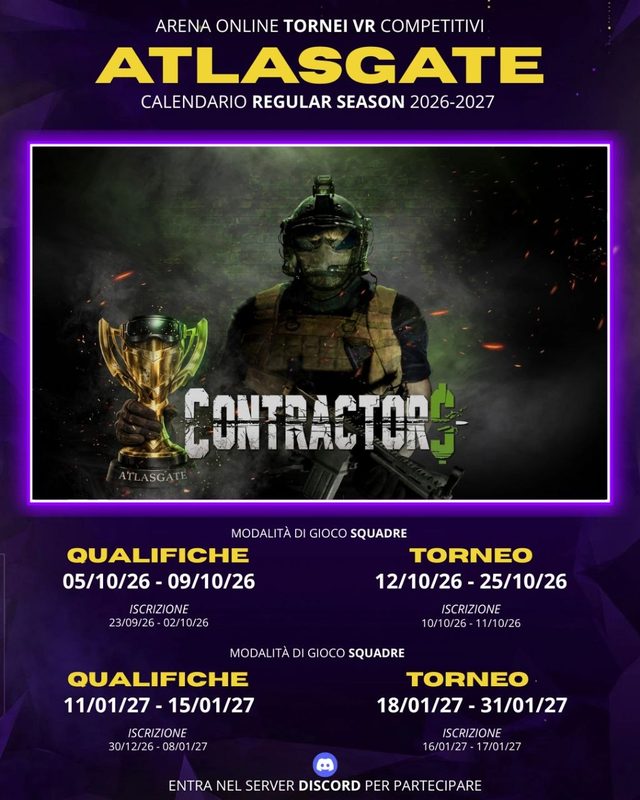 ARENA ONLINE TORNEI VR COMPETITIVI
ATLASGATE
CALENDARIO REGULAR SEASON 2026-2027
CONTRACTOR$
ATLASGATE
MODALITÀ DI GIOCO SQUADRE
QUALIFICHE
05/10/26 - 09/10/26
ISCRIZIONE
23/09/26 - 02/10/26
TORNEO
12/10/26 - 25/10/26
ISCRIZIONE
10/10/26 - 11/10/26
MODALITÀ DI GIOCO SQUADRE
QUALIFICHE
11/01/27 - 15/01/27
ISCRIZIONE
30/12/26 - 08/01/27
TORNEO
18/01/27 - 31/01/27
ISCRIZIONE
16/01/27 - 17/01/27
ENTRA NEL SERVER DISCORD PER PARTECIPARE